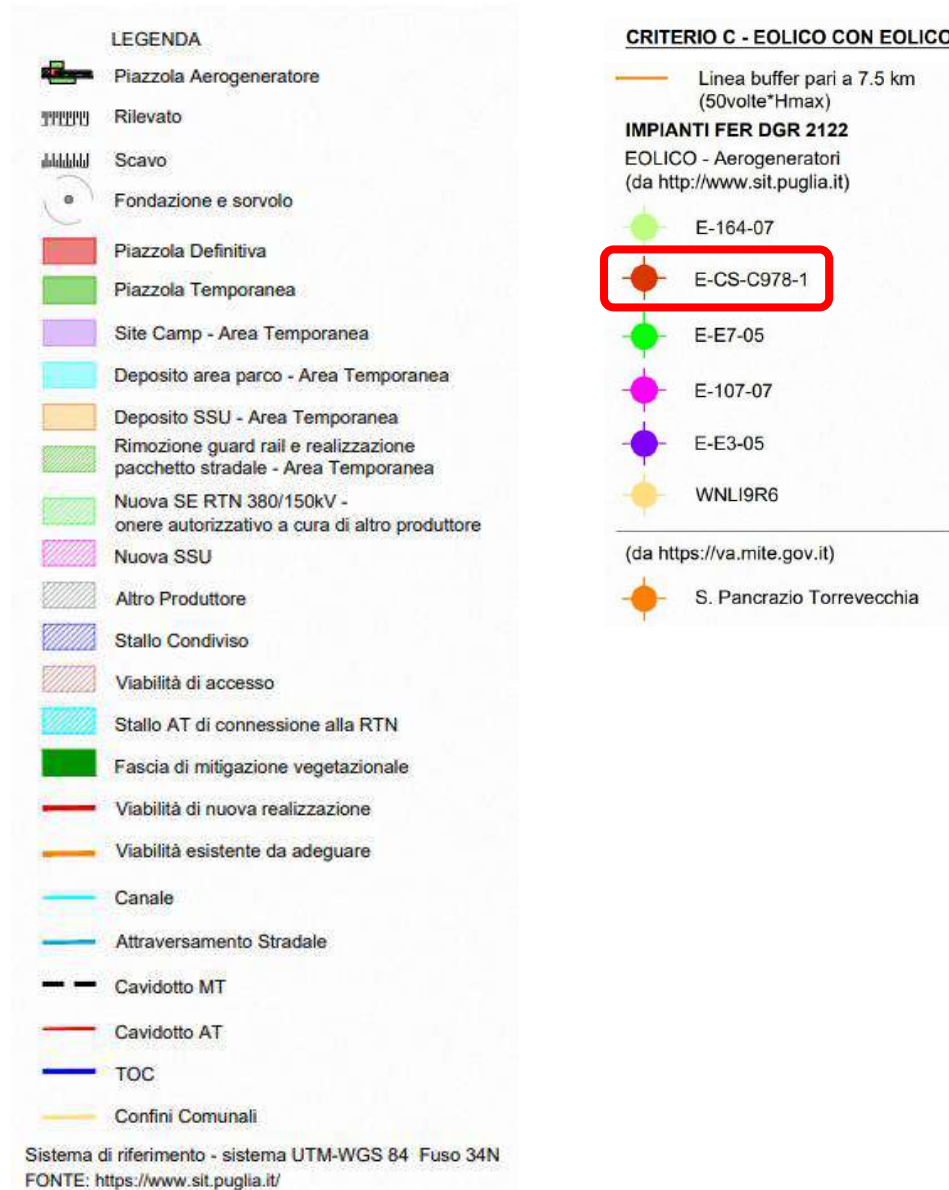 LEGENDA
Piazzola Aerogeneratore
Rilevato
Scavo
Fondazione e sorvolo
Piazzola Definitiva
Piazzola Temporanea
Site Camp - Area Temporanea
Deposito area parco - Area Temporanea
Deposito SSU - Area Temporanea
Rimozione guard rail e realizzazione
pacchetto stradale - Area Temporanea
Nuova SE RTN 380/150kV -
onere autorizzativo a cura di altro produttore
Nuova SSU
Altro Produttore
Stallo Condiviso
Viabilità di accesso
Stallo AT di connessione alla RTN
Fascia di mitigazione vegetazionale
Viabilità di nuova realizzazione
Viabilità esistente da adeguare
Canale
Attraversamento Stradale
Cavidotto MT
Cavidotto AT
TOC
Confini Comunali
Sistema di riferimento - sistema UTM-WGS 84 Fuso 34N
FONTE: https://www.sit.puglia.it/
CRITERIO C - EOLICO CON EOLICO
Linea buffer pari a 7.5 km
(50volte*Hmax)
IMPIANTI FER DGR 2122
EOLICO - Aerogeneratori
(da http://www.sit.puglia.it)
E-164-07
E-CS-C978-1
E-E7-05
E-107-07
E-E3-05
WNLI9R6
(da https://va.mite.gov.it)
S. Pancrazio Torrevecchia